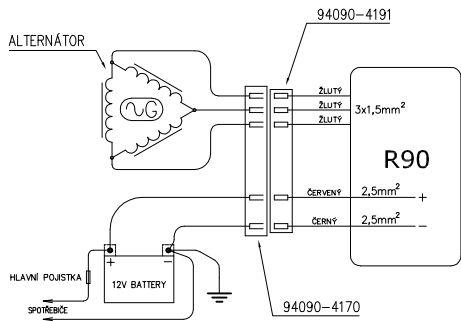 94090-4191
ALTERNÁTOR
G
ŽLUTÝ
ŽLUTÝ
3x1,5mm²
ŽLUTÝ
R90
ČERVENÝ
2,5mm²
+
ČERNÝ
2,5mm²
−
+
−
HLAVNÍ POJISTKA
12V BATTERY
SPOTŘEBIČE
94090-4170